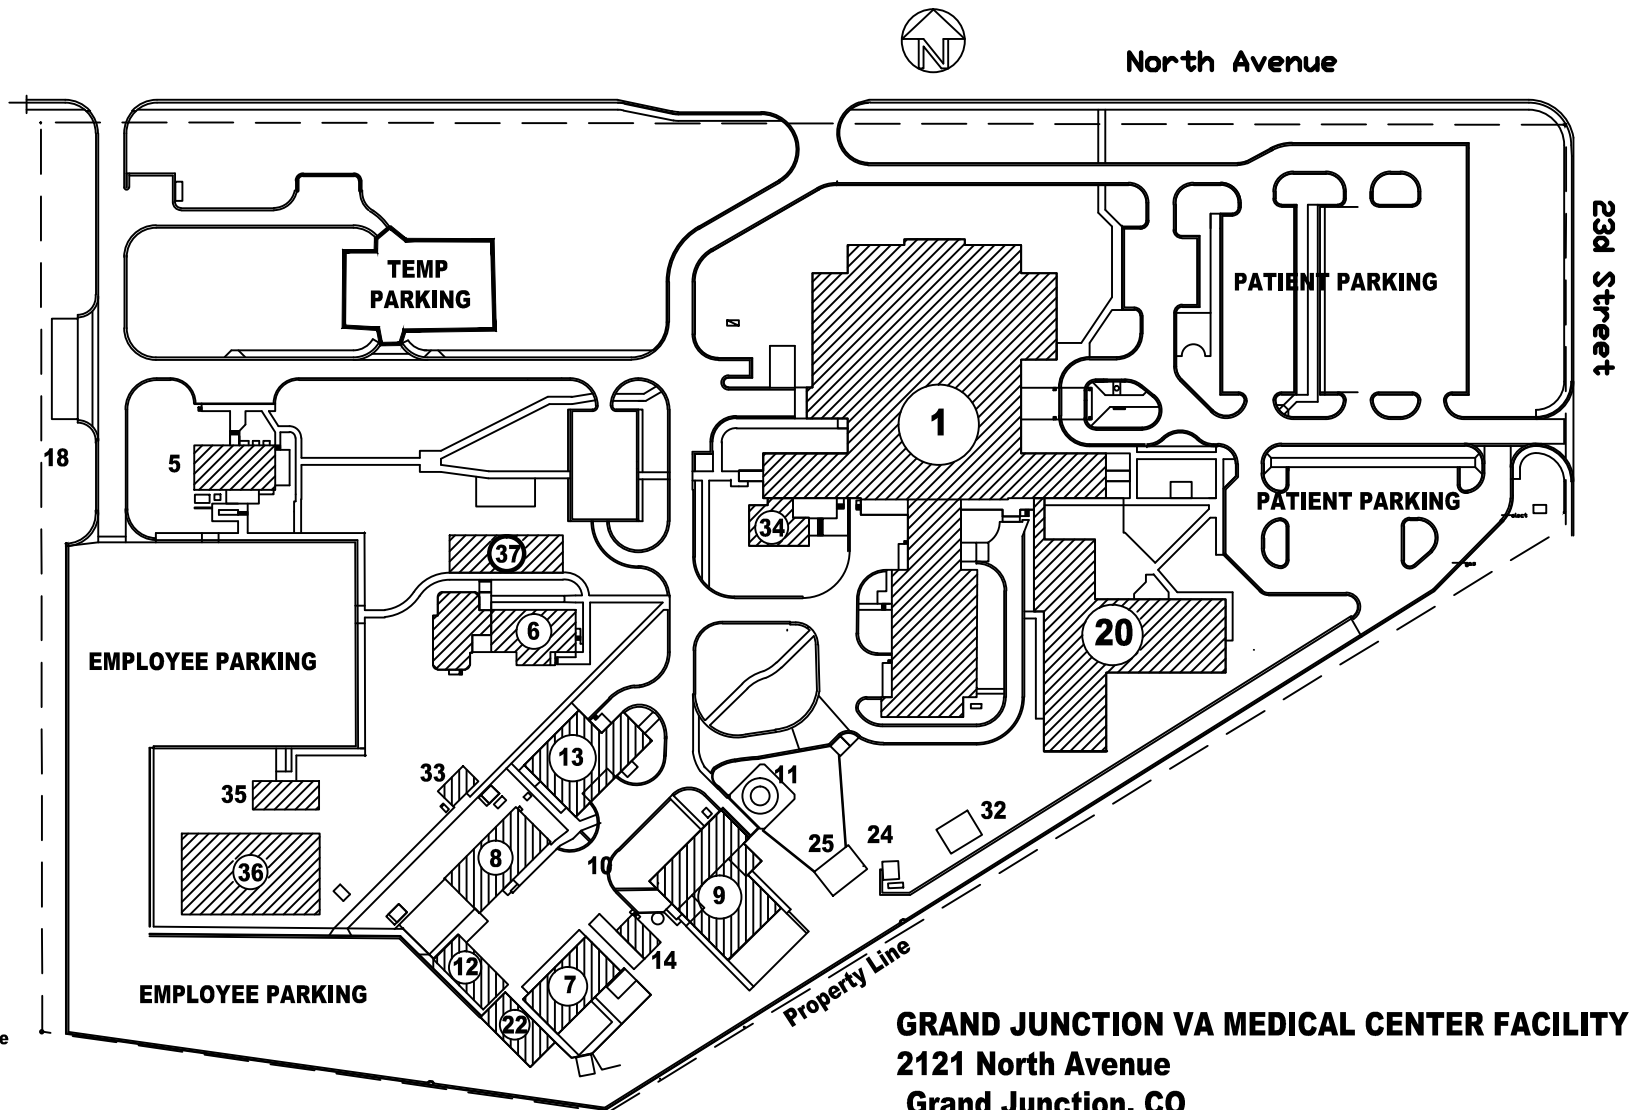 N
North Avenue
23d Street
TEMP
PARKING
PATIENT PARKING
1
18
5
PATIENT PARKING
elect
34
37
gas
6
20
EMPLOYEE PARKING
13
33
11
35
32
25
24
8
10
36
9
14
12
7
EMPLOYEE PARKING
22
Property Line
e
GRAND JUNCTION VA MEDICAL CENTER FACILITY
2121 North Avenue
Grand Junction, CO